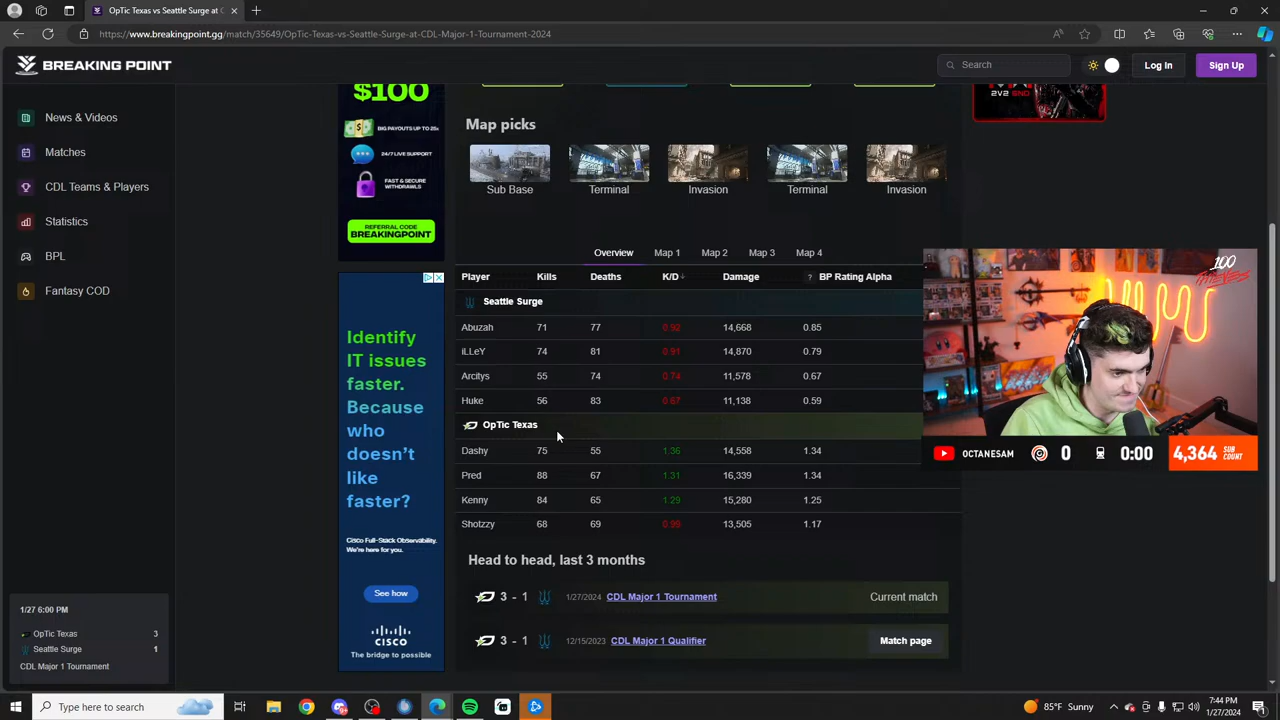 OpTic Texas vs Seattle Surge at C
https://www.breakingpoint.gg/match/35649/OpTic-Texas-vs-Seattle-Surge-at-CDL-Major-1-Tournament-2024
BREAKING POINT
Search
Log In
Sign Up
News & Videos
Matches
CDL Teams & Players
Statistics
BPL
Fantasy COD
$100
BIG PAYOUTS UP TO 20x
24/7 LIVE SUPPORT
FAST & SECURE
WITHDRAWLS
REFERRAL CODE
BREAKINGPOINT
2V2 SND
Map picks
Sub Base
Terminal
Invasion
Terminal
Invasion
Overview Map 1 Map 2 Map 3 Map 4
Player Kills Deaths K/D Damage ? BP Rating Alpha
Seattle Surge
Abuzah 71 77 0.92 14,668 0.85
iLLeY 74 81 0.91 14,870 0.79
Arcitys 55 74 0.74 11,578 0.67
Huke 56 83 0.67 11,138 0.59
OpTic Texas
Dashy 75 55 1.36 14,558 1.34
Pred 88 67 1.31 16,339 1.34
Kenny 84 65 1.29 15,280 1.25
Shotzzy 68 69 0.99 13,505 1.17
Head to head, last 3 months
3 - 1 1/27/2024 CDL Major 1 Tournament Current match
3 - 1 12/15/2023 CDL Major 1 Qualifier Match page
Identify
IT issues
faster.
Because
who
doesn't
like
faster?
Cisco Full-Stack Observability.
We're here for you.
See how
CISCO
The bridge to possible
100
THIEVES
OCTANESAM 0 0:00 4,364 SUB
COUNT
1/27 6:00 PM
OpTic Texas 3
Seattle Surge 1
CDL Major 1 Tournament
Type here to search
85°F Sunny
7:44 PM
1/27/2024